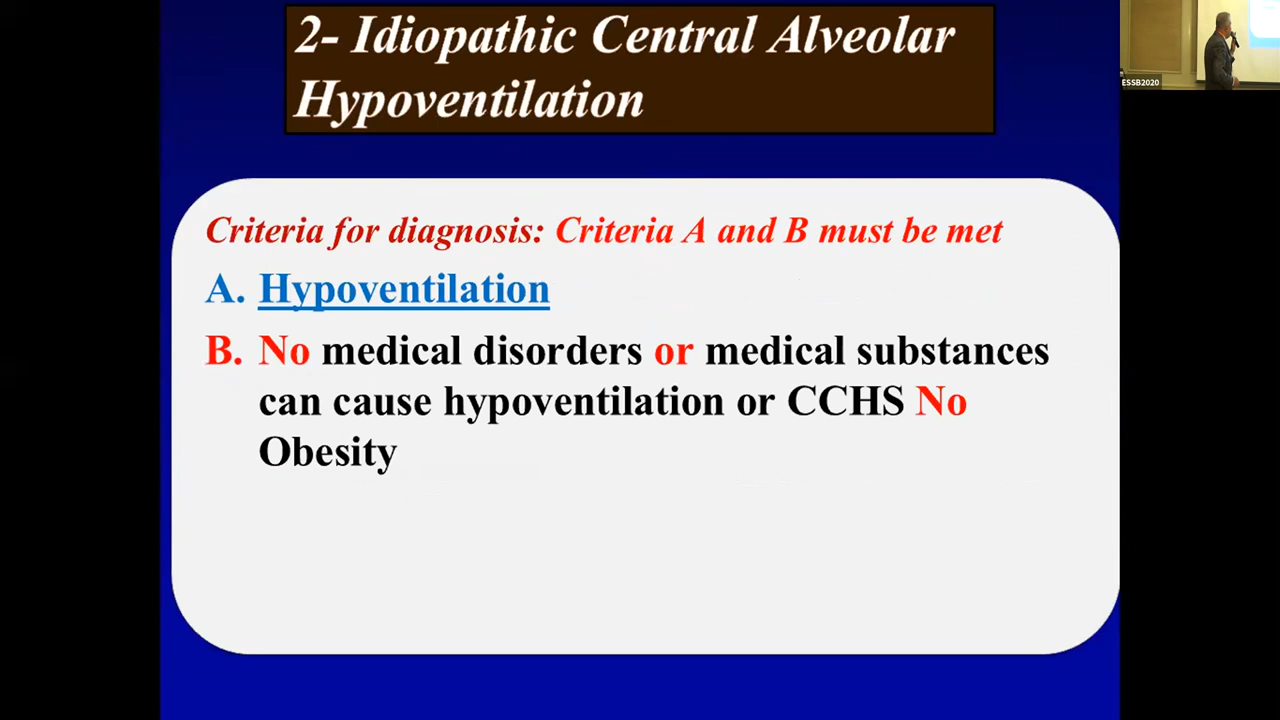 2- Idiopathic Central Alveolar
Hypoventilation
Criteria for diagnosis: Criteria A and B must be met
A. Hypoventilation
B. No medical disorders or medical substances
can cause hypoventilation or CCHS No
Obesity
ESSB2020